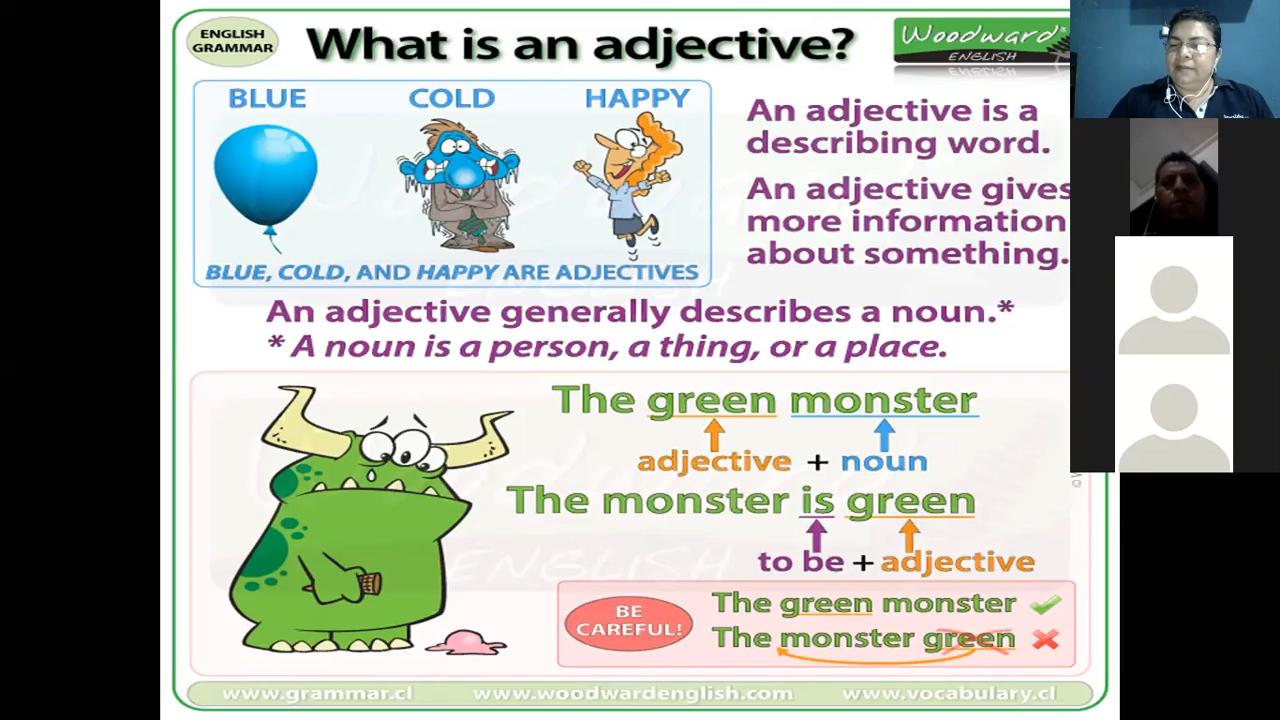 ENGLISH
GRAMMAR
What is an adjective?
Woodward
ENGLISH
BLUE
COLD
HAPPY
BLUE, COLD, AND HAPPY ARE ADJECTIVES
An adjective is a
describing word.
An adjective gives
more information
about something.
An adjective generally describes a noun.*
* A noun is a person, a thing, or a place.
The green monster
adjective + noun
The monster is green
to be + adjective
BE
CAREFUL!
The green monster
The monster green
www.grammar.cl
www.woodwardenglish.com
www.vocabulary.cl